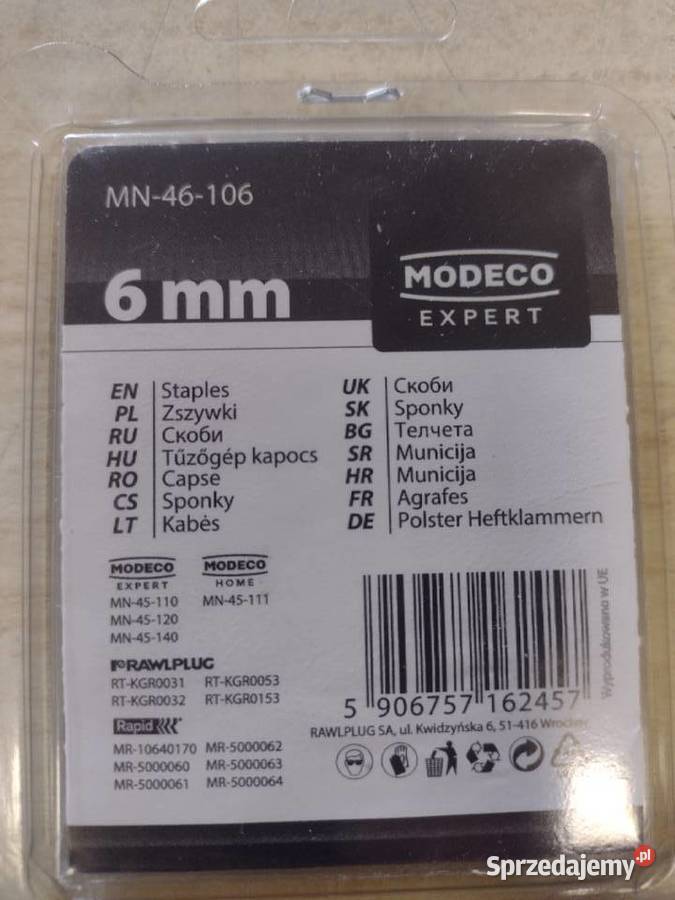 MN-46-106
6 mm
MODECO
EXPERT
EN Staples
PL Zszywki
RU Скоби
HU Tűzőgép kapocs
RO Capse
CS Sponky
LT Kabės
UK Скоби
SK Sponky
BG Телчета
SR Municija
HR Municija
FR Agrafes
DE Polster Heftklammern
MODECO
EXPERT
MN-45-110
MN-45-120
MN-45-140
MODECO
HOME
MN-45-111
RAWLPLUG
RT-KGR0031 RT-KGR0053
RT-KGR0032 RT-KGR0153
Rapid
MR-10640170 MR-5000062
MR-5000060 MR-5000063
MR-5000061 MR-5000064
Wyprodukowano w UE
5 906757 162457
RAWLPLUG SA, ul. Kwidzyńska 6, 51-416 Wrocław
Sprzedajemy.pl